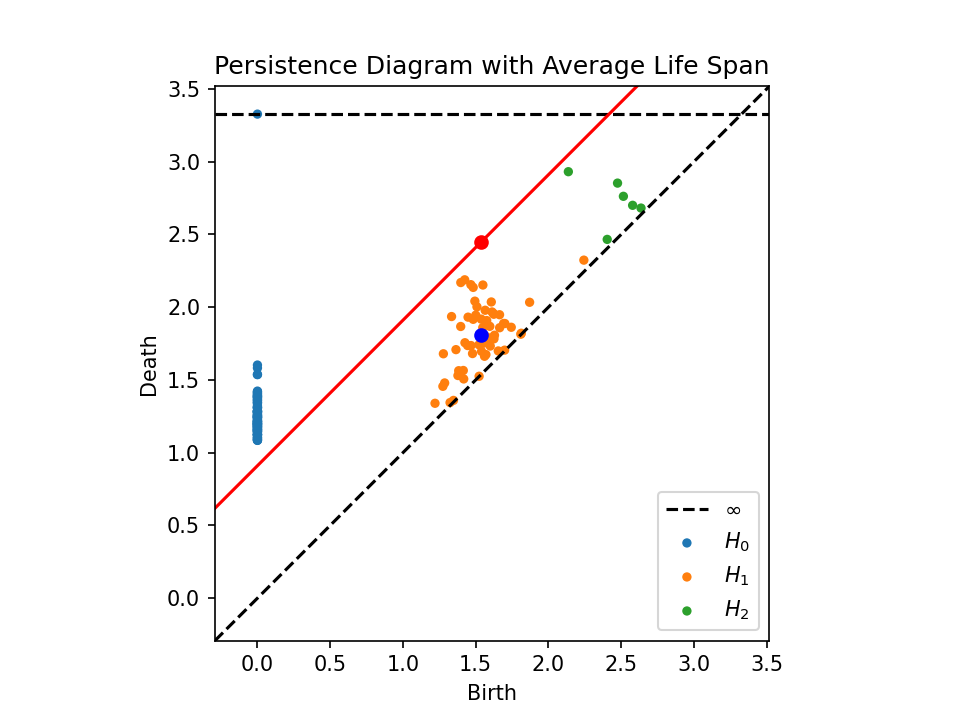 Persistence Diagram with Average Life Span
3.5
3.0
2.5
2.0
1.5
1.0
0.5
0.0
Death
∞
H₀
H₁
H₂
0.0 0.5 1.0 1.5 2.0 2.5 3.0 3.5
Birth